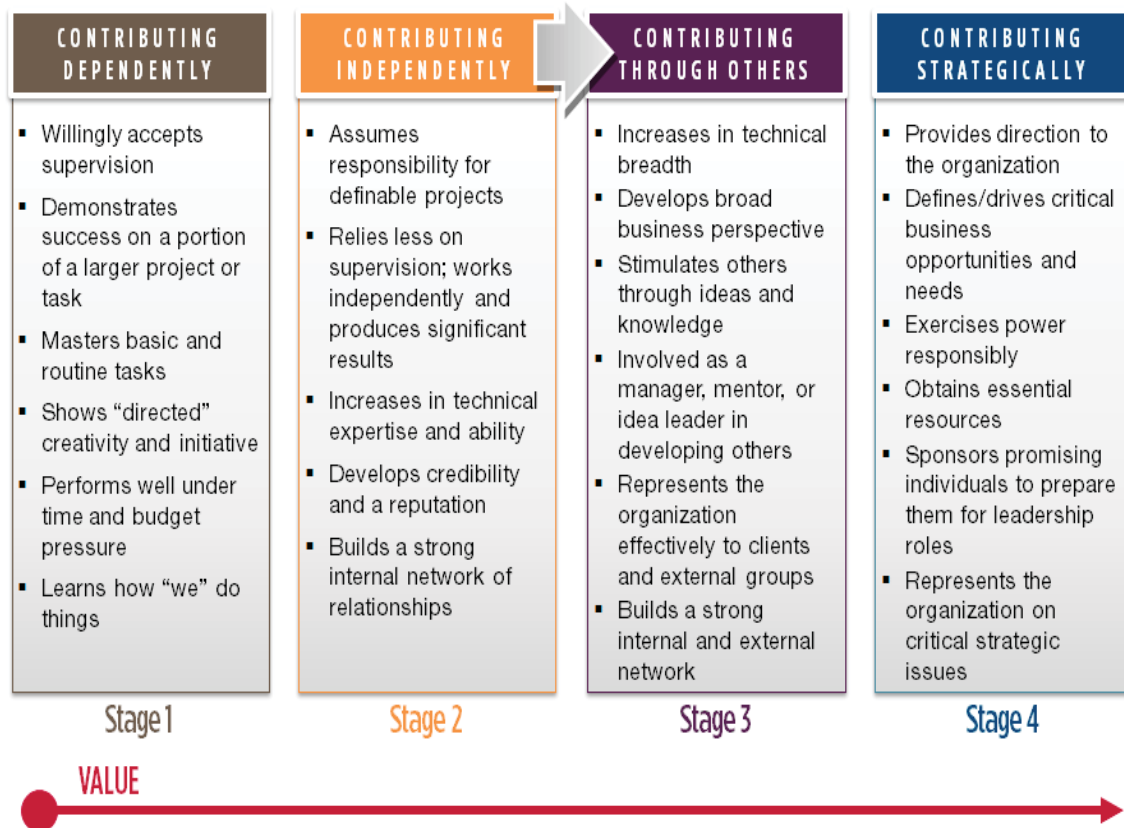 CONTRIBUTING
DEPENDENTLY
▪ Willingly accepts
supervision
▪ Demonstrates
success on a portion
of a larger project or
task
▪ Masters basic and
routine tasks
▪ Shows “directed”
creativity and initiative
▪ Performs well under
time and budget
pressure
▪ Learns how “we” do
things
Stage 1
CONTRIBUTING
INDEPENDENTLY
▪ Assumes
responsibility for
definable projects
▪ Relies less on
supervision; works
independently and
produces significant
results
▪ Increases in technical
expertise and ability
▪ Develops credibility
and a reputation
▪ Builds a strong
internal network of
relationships
Stage 2
CONTRIBUTING
THROUGH OTHERS
▪ Increases in technical
breadth
▪ Develops broad
business perspective
▪ Stimulates others
through ideas and
knowledge
▪ Involved as a
manager, mentor, or
idea leader in
developing others
▪ Represents the
organization
effectively to clients
and external groups
▪ Builds a strong
internal and external
network
Stage 3
CONTRIBUTING
STRATEGICALLY
▪ Provides direction to
the organization
▪ Defines/drives critical
business
opportunities and
needs
▪ Exercises power
responsibly
▪ Obtains essential
resources
▪ Sponsors promising
individuals to prepare
them for leadership
roles
▪ Represents the
organization on
critical strategic
issues
Stage 4
VALUE